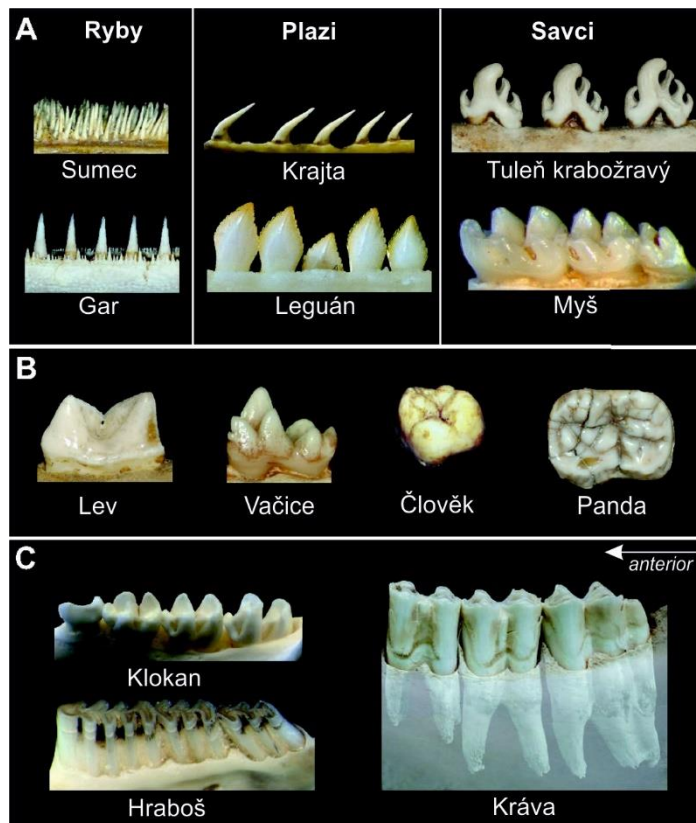 A
Ryby
Plazi
Savci
Sumec
Krajta
Tuleň krabožravý
Gar
Leguán
Myš
B
Lev
Vačice
Člověk
Panda
C
anterior
Klokan
Hraboš
Kráva